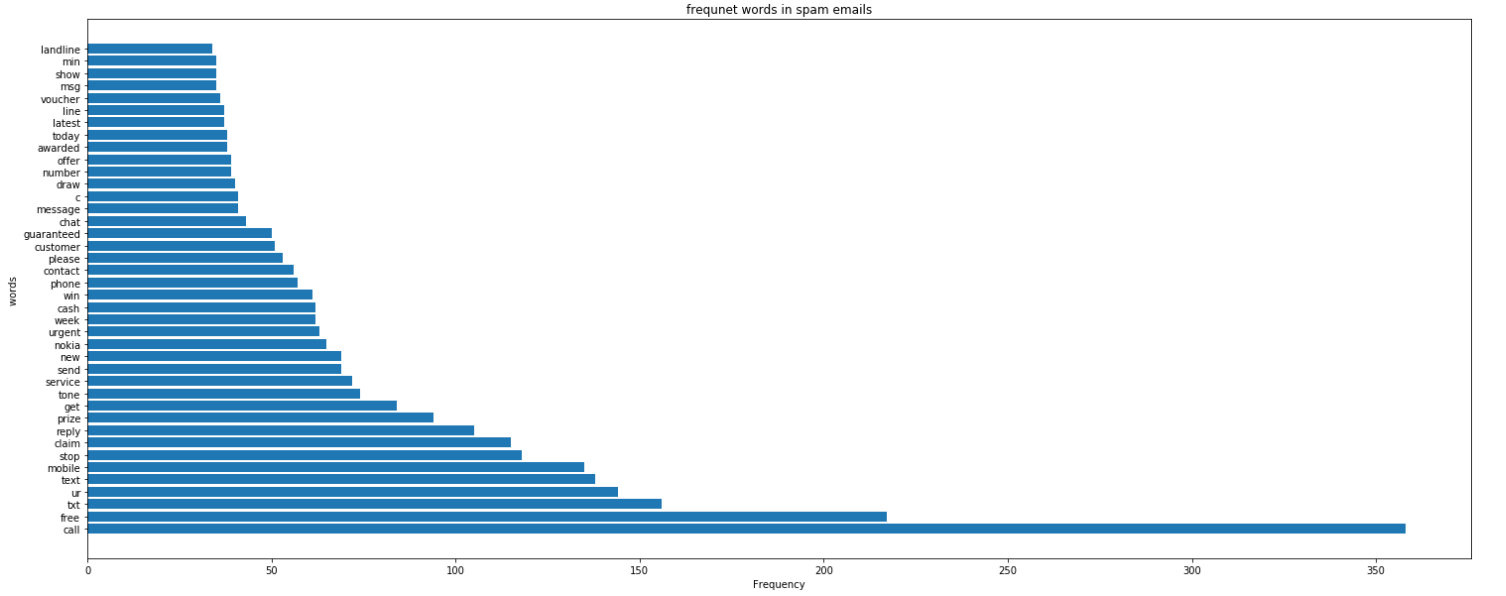 frequnet words in spam emails
landline
min
show
msg
voucher
line
latest
today
awarded
offer
number
draw
c
message
chat
guaranteed
customer
please
contact
phone
win
cash
week
urgent
nokia
new
send
service
tone
get
prize
reply
claim
stop
mobile
text
ur
txt
free
call
words
0 50 100 150 200 250 300 350
Frequency